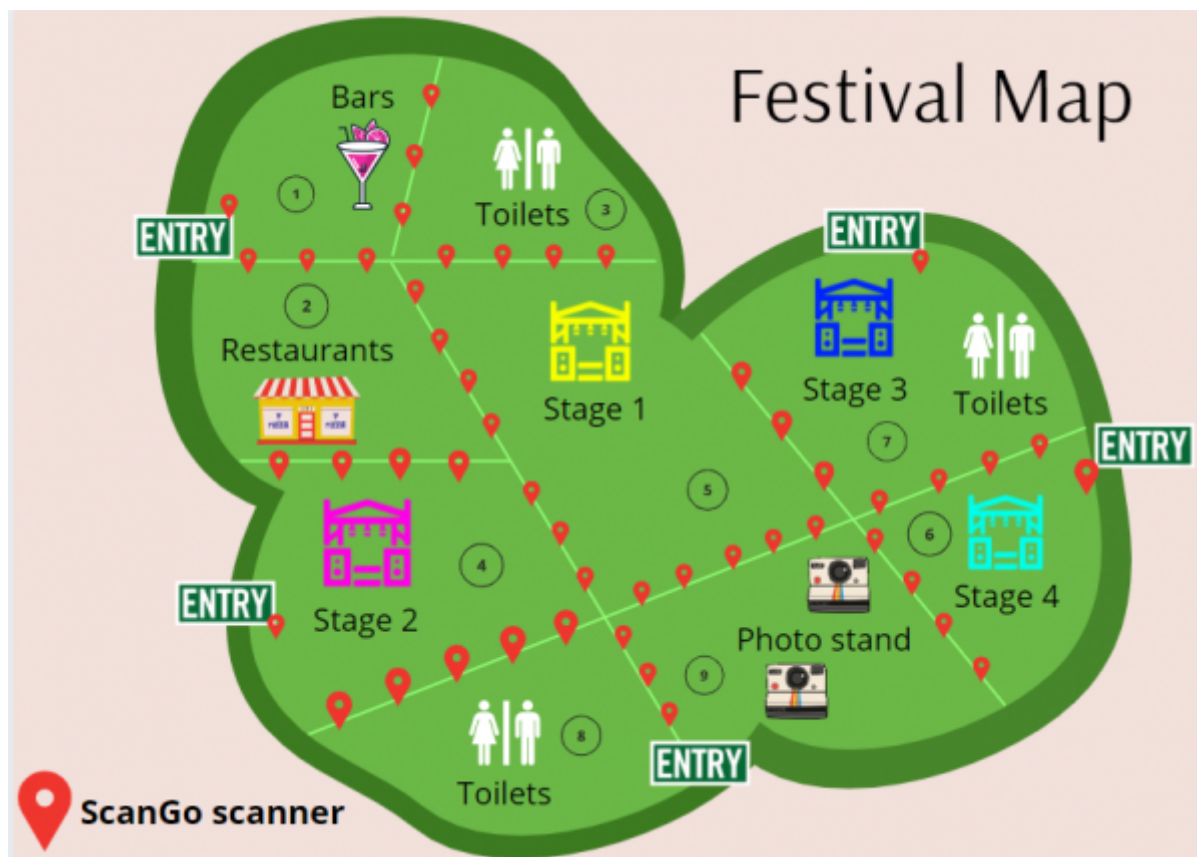 Festival Map
Bars
1
Toilets
3
ENTRY
ENTRY
2
Restaurants
Stage 1
Stage 3
Toilets
7
ENTRY
5
6
4
Stage 4
ENTRY
Stage 2
Photo stand
9
8
Toilets
ENTRY
ScanGo scanner